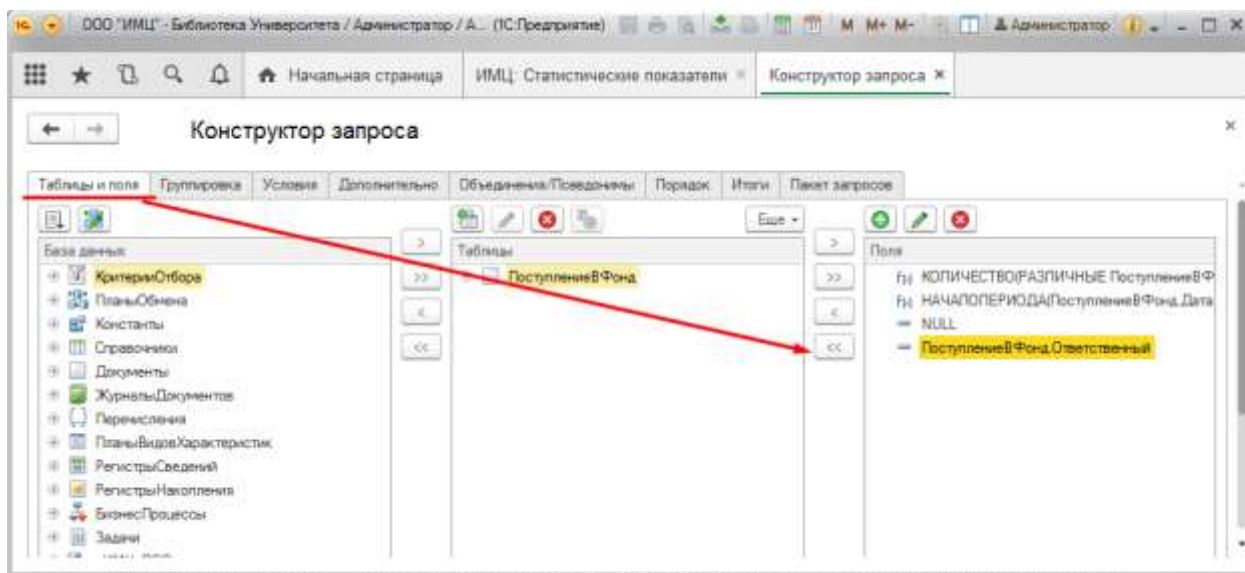 1С ООО "ИМЦ" - Библиотека Университета / Администратор / А... (1С:Предприятие) M M+ M- Администратор
Начальная страница ИМЦ: Статистические показатели × Конструктор запроса ×
Конструктор запроса
Таблицы и поля Группировка Условия Дополнительно Объединения/Псевдонимы Порядок Итоги Пакет запросов
Еще
База данных > Таблицы > Поля
КритерииОтбора >> ПоступлениеВФонд >> КОЛИЧЕСТВО(РАЗЛИЧНЫЕ ПоступлениеВФ
ПланыОбмена НАЧАЛОПЕРИОДА(ПоступлениеВФонд.Дата
Константы < < NULL
Справочники << << ПоступлениеВФонд.Ответственный
Документы
ЖурналыДокументов
Перечисления
ПланыВидовХарактеристик
РегистрыСведений
РегистрыНакопления
БизнесПроцессы
Задачи